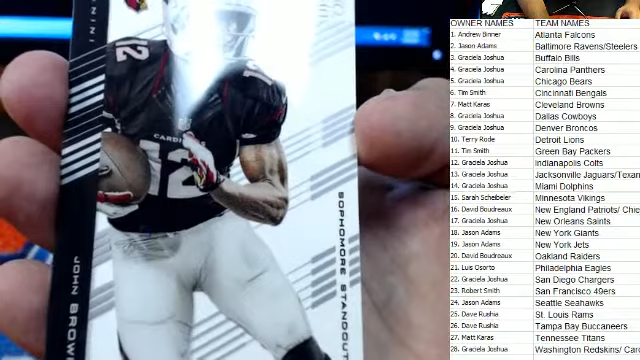 PANINI
12
CARDINALS
12
SOPHOMORE STANDOUT
JOHN BROW
OWNER NAMES TEAM NAMES
1. Andrew Binner Atlanta Falcons
2. Jason Adams Baltimore Ravens/Steelers
3. Graciela Joshua Buffalo Bills
4. Graciela Joshua Carolina Panthers
5. Graciela Joshua Chicago Bears
6. Tim Smith Cincinnati Bengals
7. Matt Karas Cleveland Browns
8. Graciela Joshua Dallas Cowboys
9. Graciela Joshua Denver Broncos
10. Terry Rode Detroit Lions
11. Tim Smith Green Bay Packers
12. Graciela Joshua Indianapolis Colts
13. Graciela Joshua Jacksonville Jaguars/Texan
14. Graciela Joshua Miami Dolphins
15. Sarah Scheibeler Minnesota Vikings
16. David Boudreaux New England Patriots/ Chie
17. Graciela Joshua New Orleans Saints
18. Jason Adams New York Giants
19. Jason Adams New York Jets
20. David Boudreaux Oakland Raiders
21. Luis Osorto Philadelphia Eagles
22. Graciela Joshua San Diego Chargers
23. Robert Smith San Francisco 49ers
24. Jason Adams Seattle Seahawks
25. Dave Rushia St. Louis Rams
26. Dave Rushia Tampa Bay Buccaneers
27. Matt Karas Tennessee Titans
28. Graciela Joshua Washington Redskins/ Card